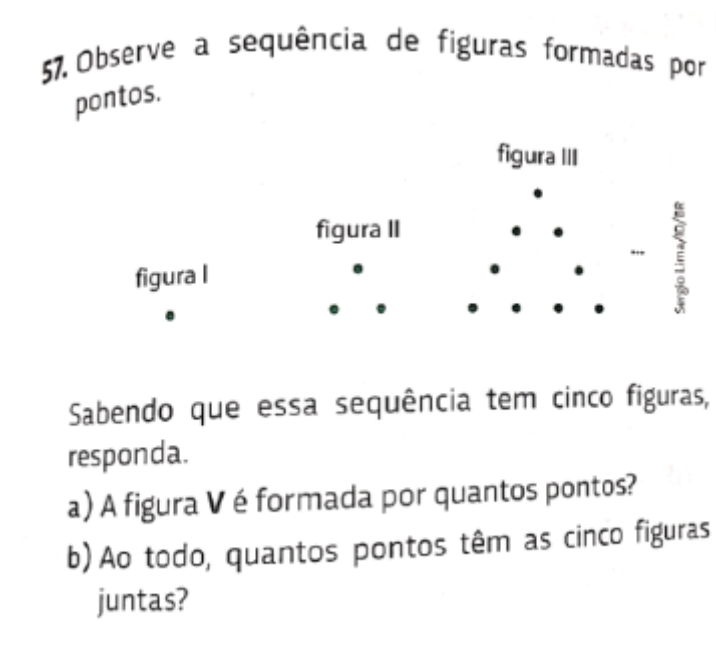 57. Observe a sequência de figuras formadas por
pontos.
figura III
figura II
figura I
...
Sergio Lima/ID/BR
Sabendo que essa sequência tem cinco figuras,
responda.
a) A figura V é formada por quantos pontos?
b) Ao todo, quantos pontos têm as cinco figuras
juntas?